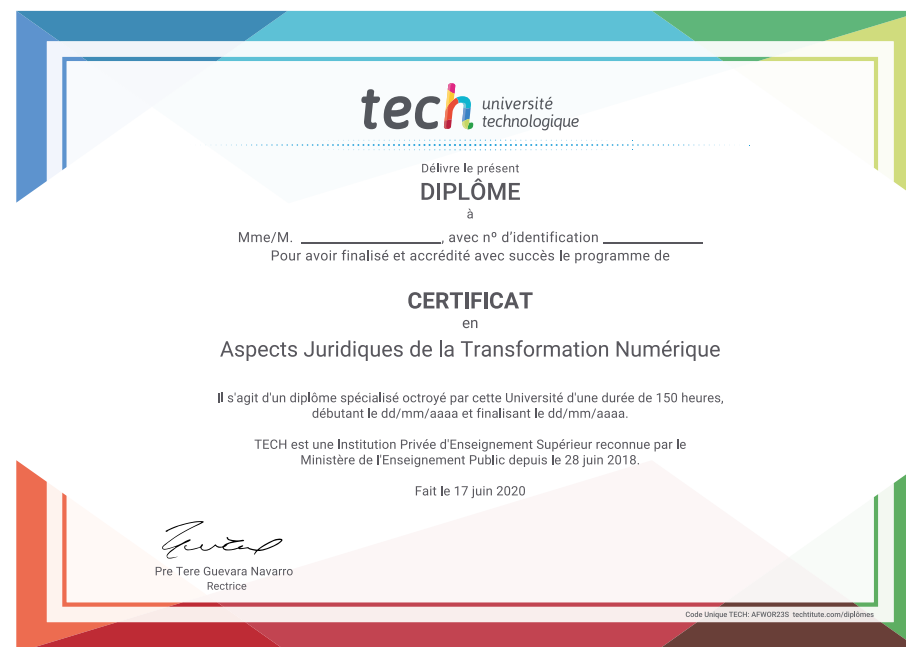 tech université
technologique
Délivre le présent
DIPLÔME
à
Mme/M. ____________________, avec nº d'identification ______________
Pour avoir finalisé et accrédité avec succès le programme de
CERTIFICAT
en
Aspects Juridiques de la Transformation Numérique
Il s'agit d'un diplôme spécialisé octroyé par cette Université d'une durée de 150 heures,
débutant le dd/mm/aaaa et finalisant le dd/mm/aaaa.
TECH est une Institution Privée d'Enseignement Supérieur reconnue par le
Ministère de l'Enseignement Public depuis le 28 juin 2018.
Fait le 17 juin 2020
Pre Tere Guevara Navarro
Rectrice
Code Unique TECH: AFWOR23S techtitute.com/diplômes